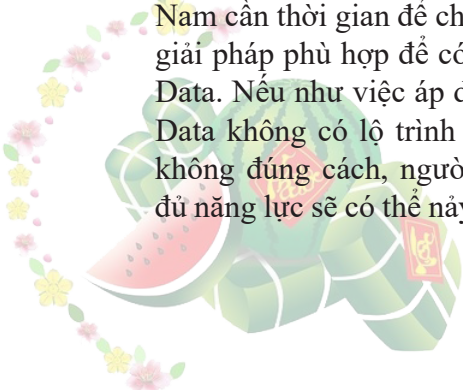 Nam cần thời gian để ch
giải pháp phù hợp để có
Data. Nếu như việc áp d
Data không có lộ trình
không đúng cách, ngườ
đủ năng lực sẽ có thể nảy